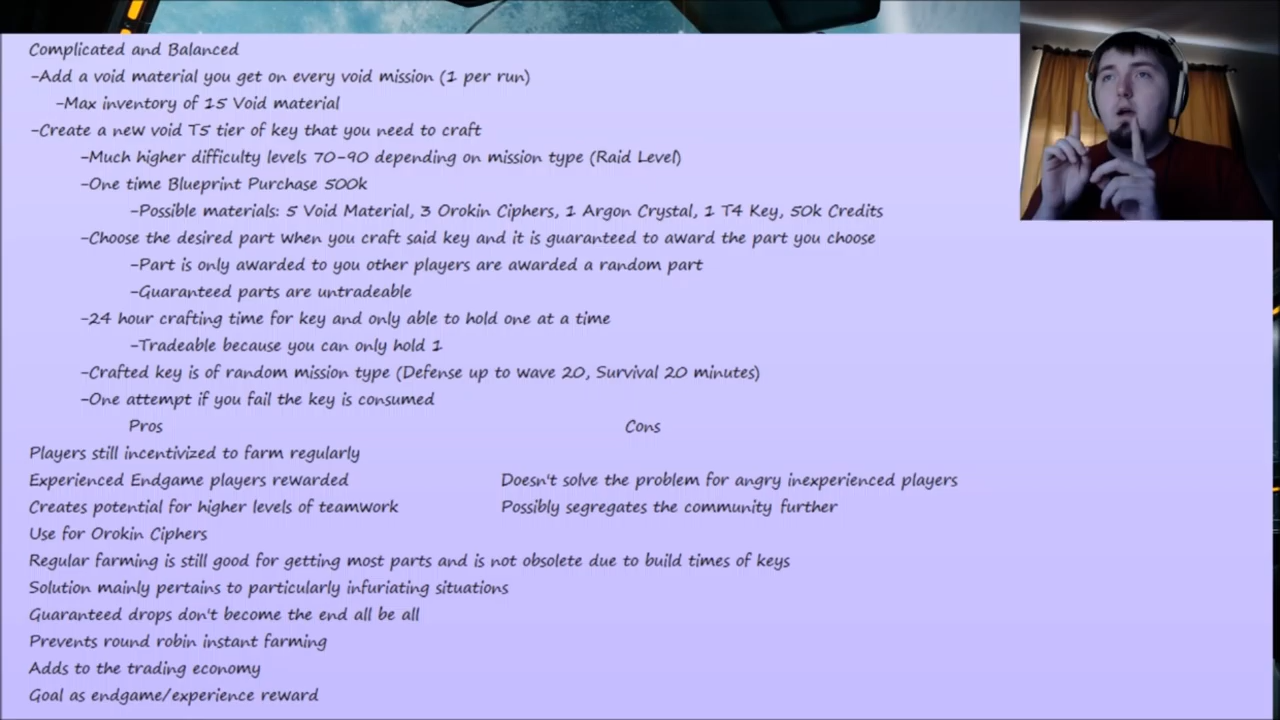 Complicated and Balanced
-Add a void material you get on every void mission (1 per run)
-Max inventory of 15 Void material
-Create a new void T5 tier of key that you need to craft
-Much higher difficulty levels 70-90 depending on mission type (Raid Level)
-One time Blueprint Purchase 500k
-Possible materials: 5 Void Material, 3 Orokin Ciphers, 1 Argon Crystal, 1 T4 Key, 50k Credits
-Choose the desired part when you craft said key and it is guaranteed to award the part you choose
-Part is only awarded to you other players are awarded a random part
-Guaranteed parts are untradeable
-24 hour crafting time for key and only able to hold one at a time
-Tradeable because you can only hold 1
-Crafted key is of random mission type (Defense up to wave 20, Survival 20 minutes)
-One attempt if you fail the key is consumed
Pros Cons
Players still incentivized to farm regularly
Experienced Endgame players rewarded Doesn't solve the problem for angry inexperienced players
Creates potential for higher levels of teamwork Possibly segregates the community further
Use for Orokin Ciphers
Regular farming is still good for getting most parts and is not obsolete due to build times of keys
Solution mainly pertains to particularly infuriating situations
Guaranteed drops don't become the end all be all
Prevents round robin instant farming
Adds to the trading economy
Goal as endgame/experience reward